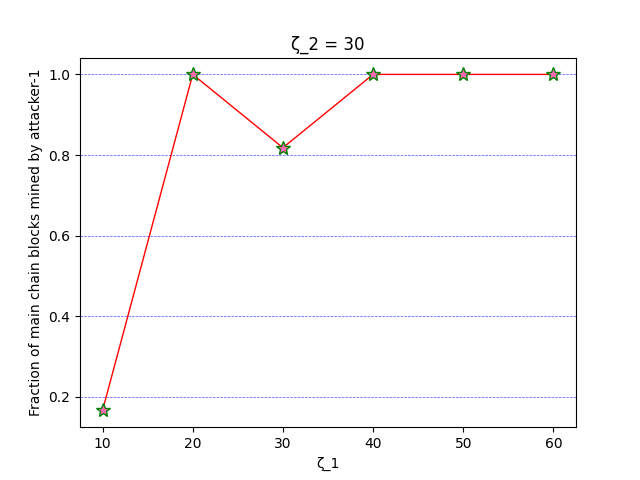 ζ_2 = 30
Fraction of main chain blocks mined by attacker-1
1.0
0.8
0.6
0.4
0.2
10 20 30 40 50 60
ζ_1